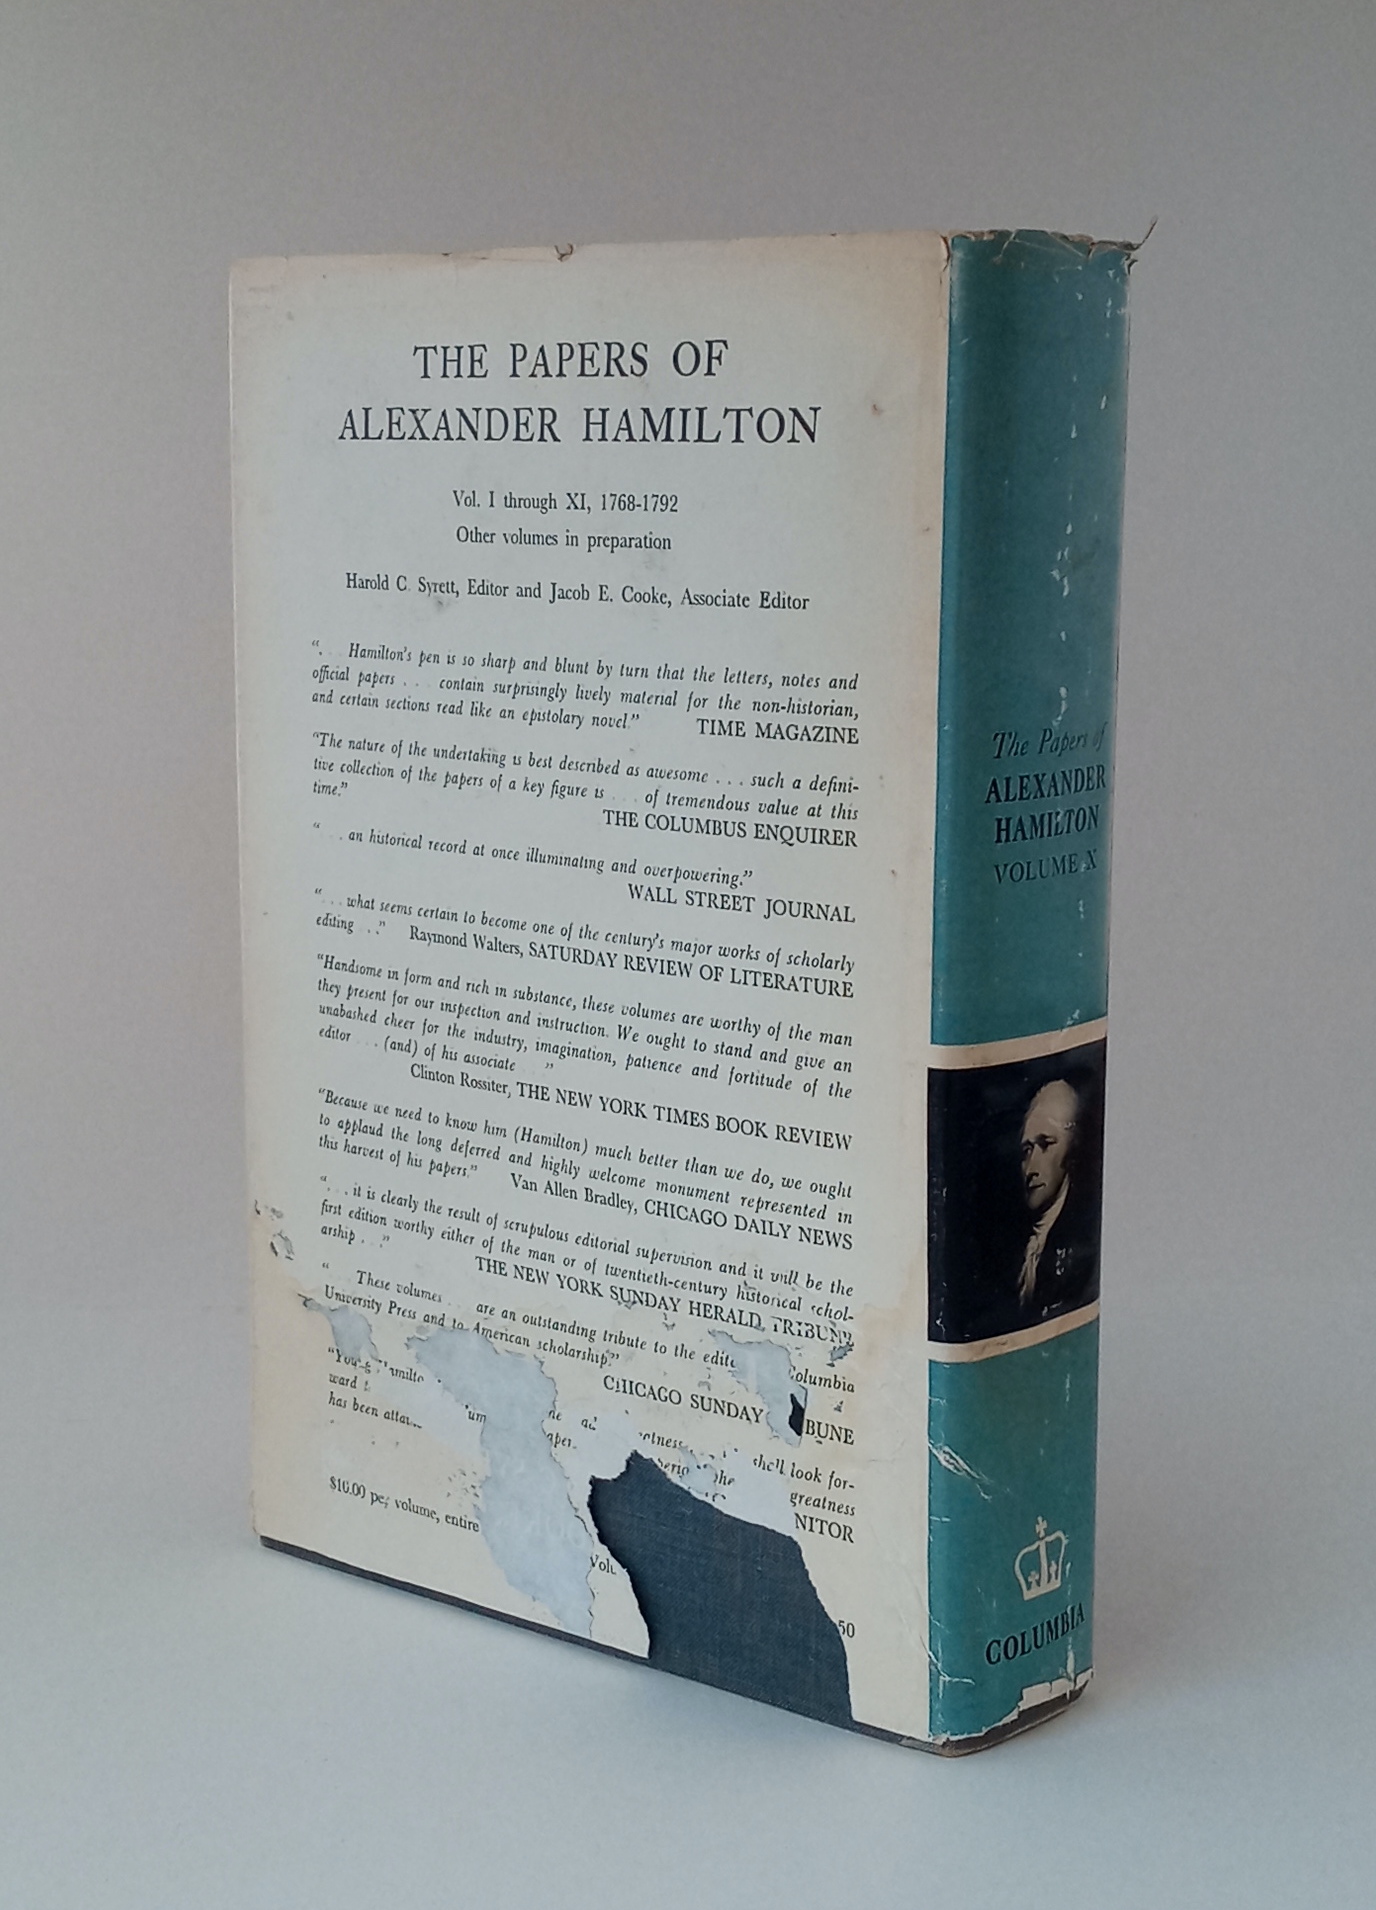 THE PAPERS OF
ALEXANDER HAMILTON
Vol. I through XI, 1768-1792
Other volumes in preparation
Harold C. Syrett, Editor and Jacob E. Cooke, Associate Editor
“. . Hamilton's pen is so sharp and blunt by turn that the letters, notes and
official papers . . contain surprisingly lively material for the non-historian,
and certain sections read like an epistolary novel.” TIME MAGAZINE
“The nature of the undertaking is best described as awesome . . . such a defini-
tive collection of the papers of a key figure is . . . of tremendous value at this
time.”
THE COLUMBUS ENQUIRER
“ . . an historical record at once illuminating and overpowering.”
WALL STREET JOURNAL
“. . . what seems certain to become one of the century's major works of scholarly
editing . .” Raymond Walters, SATURDAY REVIEW OF LITERATURE
“Handsome in form and rich in substance, these volumes are worthy of the man
they present for our inspection and instruction. We ought to stand and give an
unabashed cheer for the industry, imagination, patience and fortitude of the
editor . . (and) of his associate ”
Clinton Rossiter, THE NEW YORK TIMES BOOK REVIEW
“Because we need to know him (Hamilton) much better than we do, we ought
to applaud the long deferred and highly welcome monument represented in
this harvest of his papers.” Van Allen Bradley, CHICAGO DAILY NEWS
“. . . it is clearly the result of scrupulous editorial supervision and it will be the
first edition worthy either of the man or of twentieth-century historical schol-
arship . .”
THE NEW YORK SUNDAY HERALD TRIBUNE
“ These volumes . . are an outstanding tribute to the edit olumbia
University Press and to American scholarship.”
CHICAGO SUNDAY BUNE
look for-
ward
greatness
has been
NITOR
$10.00 per volume, entire
Volu
50
The Papers of
ALEXANDER
HAMILTON
VOLUME X
COLUMBIA